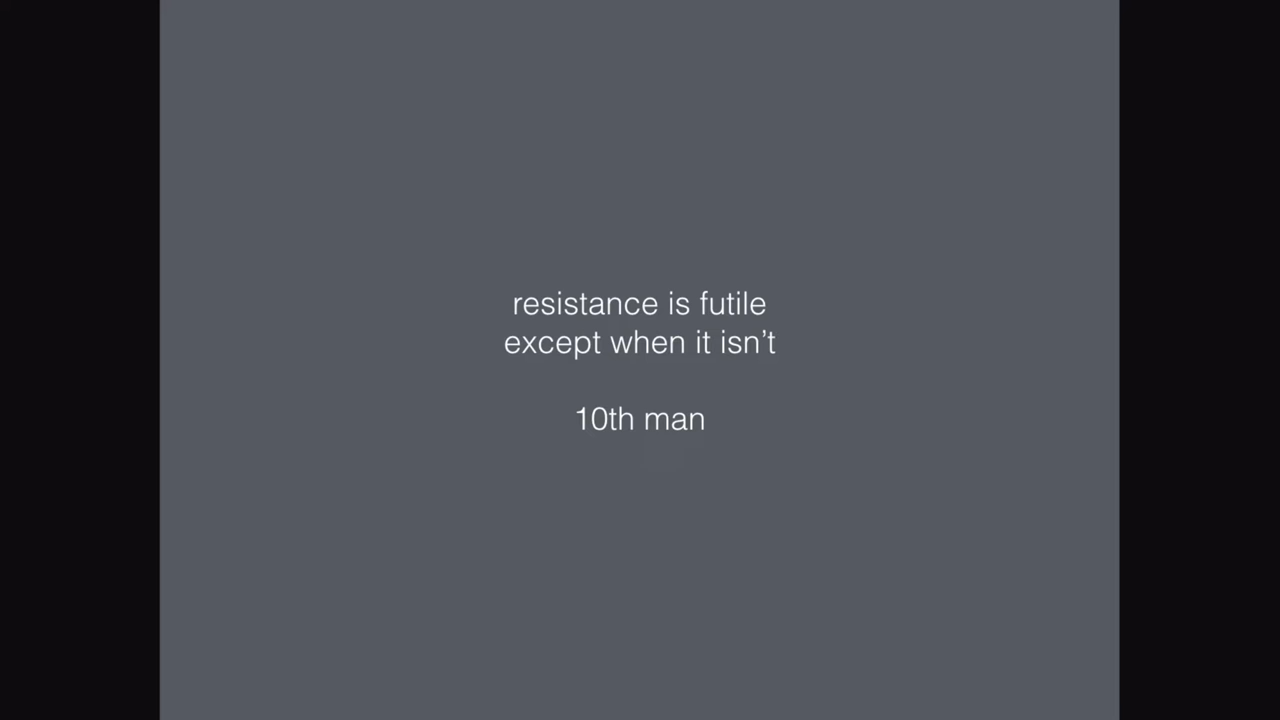 resistance is futile
except when it isn’t
10th man